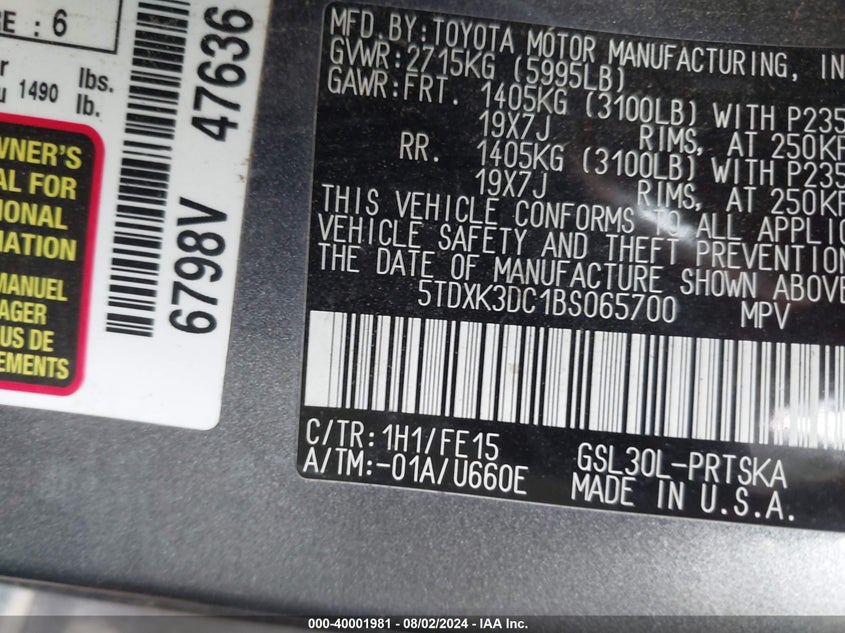 RE : 6
lbs.
1490 lb.
OWNER'S
AL FOR
IONAL
MATION
MANUEL
AGER
US DE
EMENTS
6798V 47636
MFD. BY: TOYOTA MOTOR MANUFACTURING, IN
GVWR: 2715KG (5995LB)
GAWR: FRT. 1405KG (3100LB) WITH P235
19X7J RIMS, AT 250KP
RR. 1405KG (3100LB) WITH P235
19X7J RIMS, AT 250KP
THIS VEHICLE CONFORMS TO ALL APPLIC
VEHICLE SAFETY AND THEFT PREVENTION
THE DATE OF MANUFACTURE SHOWN ABOVE
5TDXK3DC1BS065700 MPV
C/TR: 1H1/FE15 GSL30L-PRTSKA
A/TM:-01A/U660E MADE IN U.S.A.
000-40001981 - 08/02/2024 - IAA Inc.